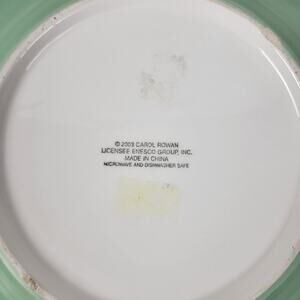 © 2003 CAROL ROWAN
LICENSEE ENESCO GROUP, INC.
MADE IN CHINA
MICROWAVE AND DISHWASHER SAFE